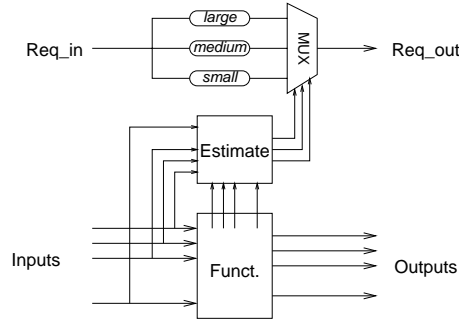 large
Req_in
medium
MUX
Req_out
small
Estimate
Inputs
Funct.
Outputs